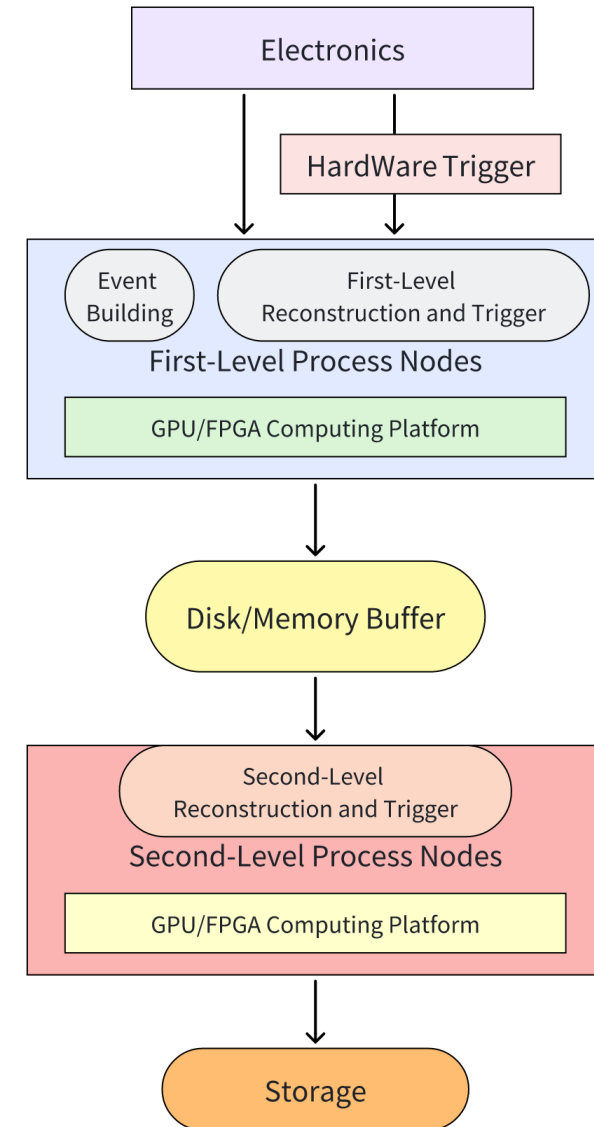 Electronics
HardWare Trigger
Event
Building
First-Level
Reconstruction and Trigger
First-Level Process Nodes
GPU/FPGA Computing Platform
Disk/Memory Buffer
Second-Level
Reconstruction and Trigger
Second-Level Process Nodes
GPU/FPGA Computing Platform
Storage